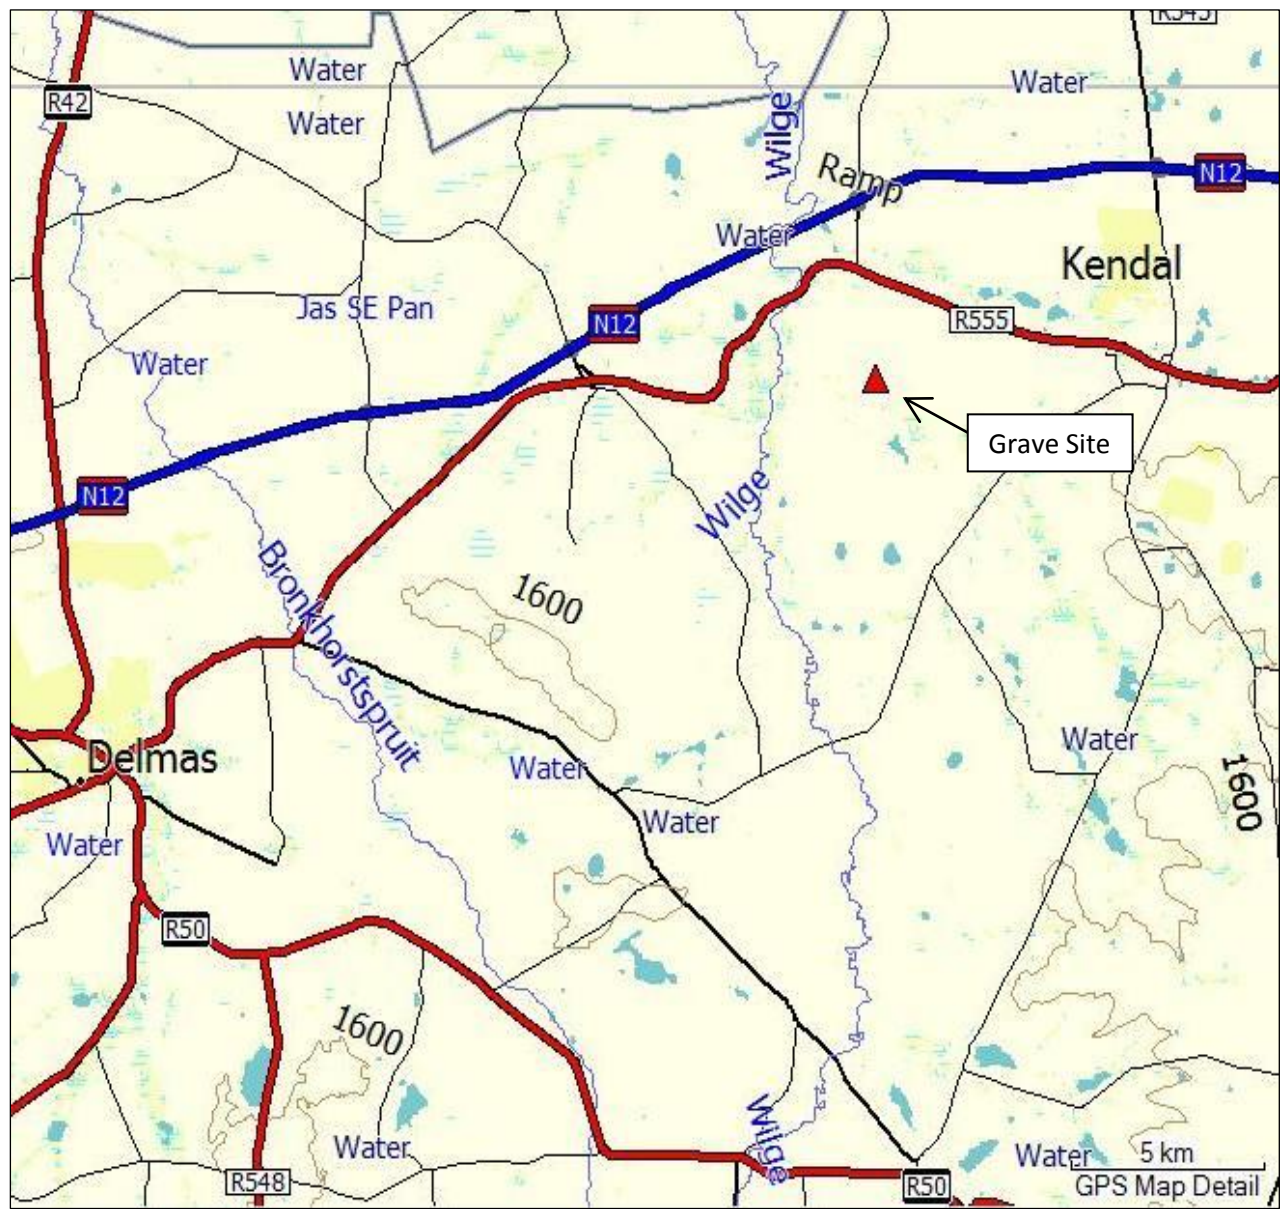 R545
Water
Water
R42
Water
Wilge
Ramp
N12
Water
Kendal
Jas SE Pan
N12
R555
Water
Grave Site
N12
Wilge
Bronkhorstspruit
1600
Delmas
Water
Water
1600
Water
Water
R50
1600
Wilge
Water
Water
5 km
R548
R50
GPS Map Detail